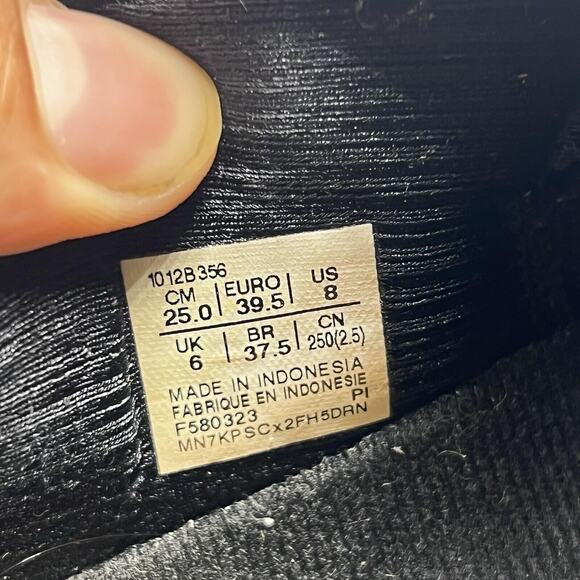 1012B356
CM 25.0 | EURO 39.5 | US 8
UK 6 | BR 37.5 | CN 250(2.5)
MADE IN INDONESIA
FABRIQUE EN INDONESIE
F580323 PI
MN7KPSCx2FH5DRN